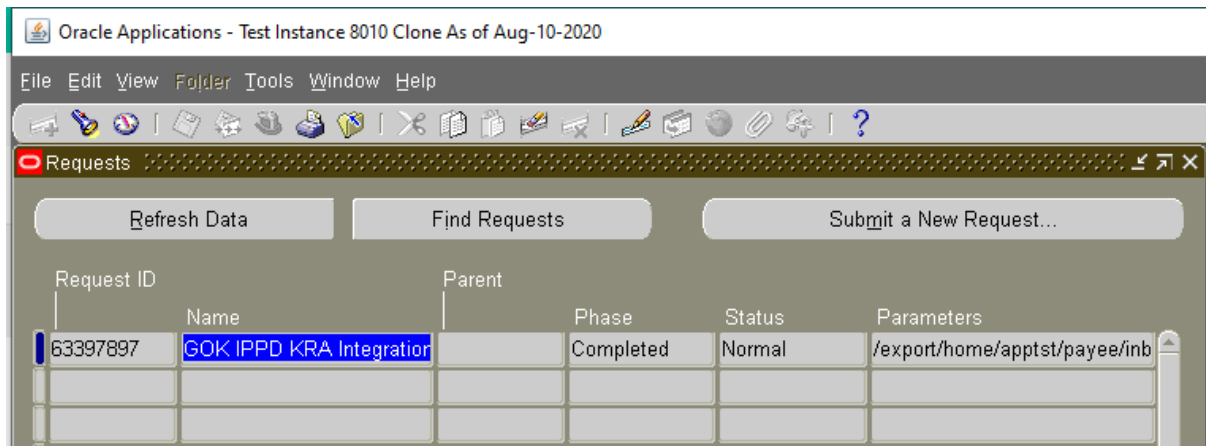 Oracle Applications - Test Instance 8010 Clone As of Aug-10-2020
File Edit View Folder Tools Window Help
?
Requests
Refresh Data Find Requests Submit a New Request...
Request ID Parent
Name Phase Status Parameters
63397897 GOK IPPD KRA Integration Completed Normal /export/home/apptst/payee/inb